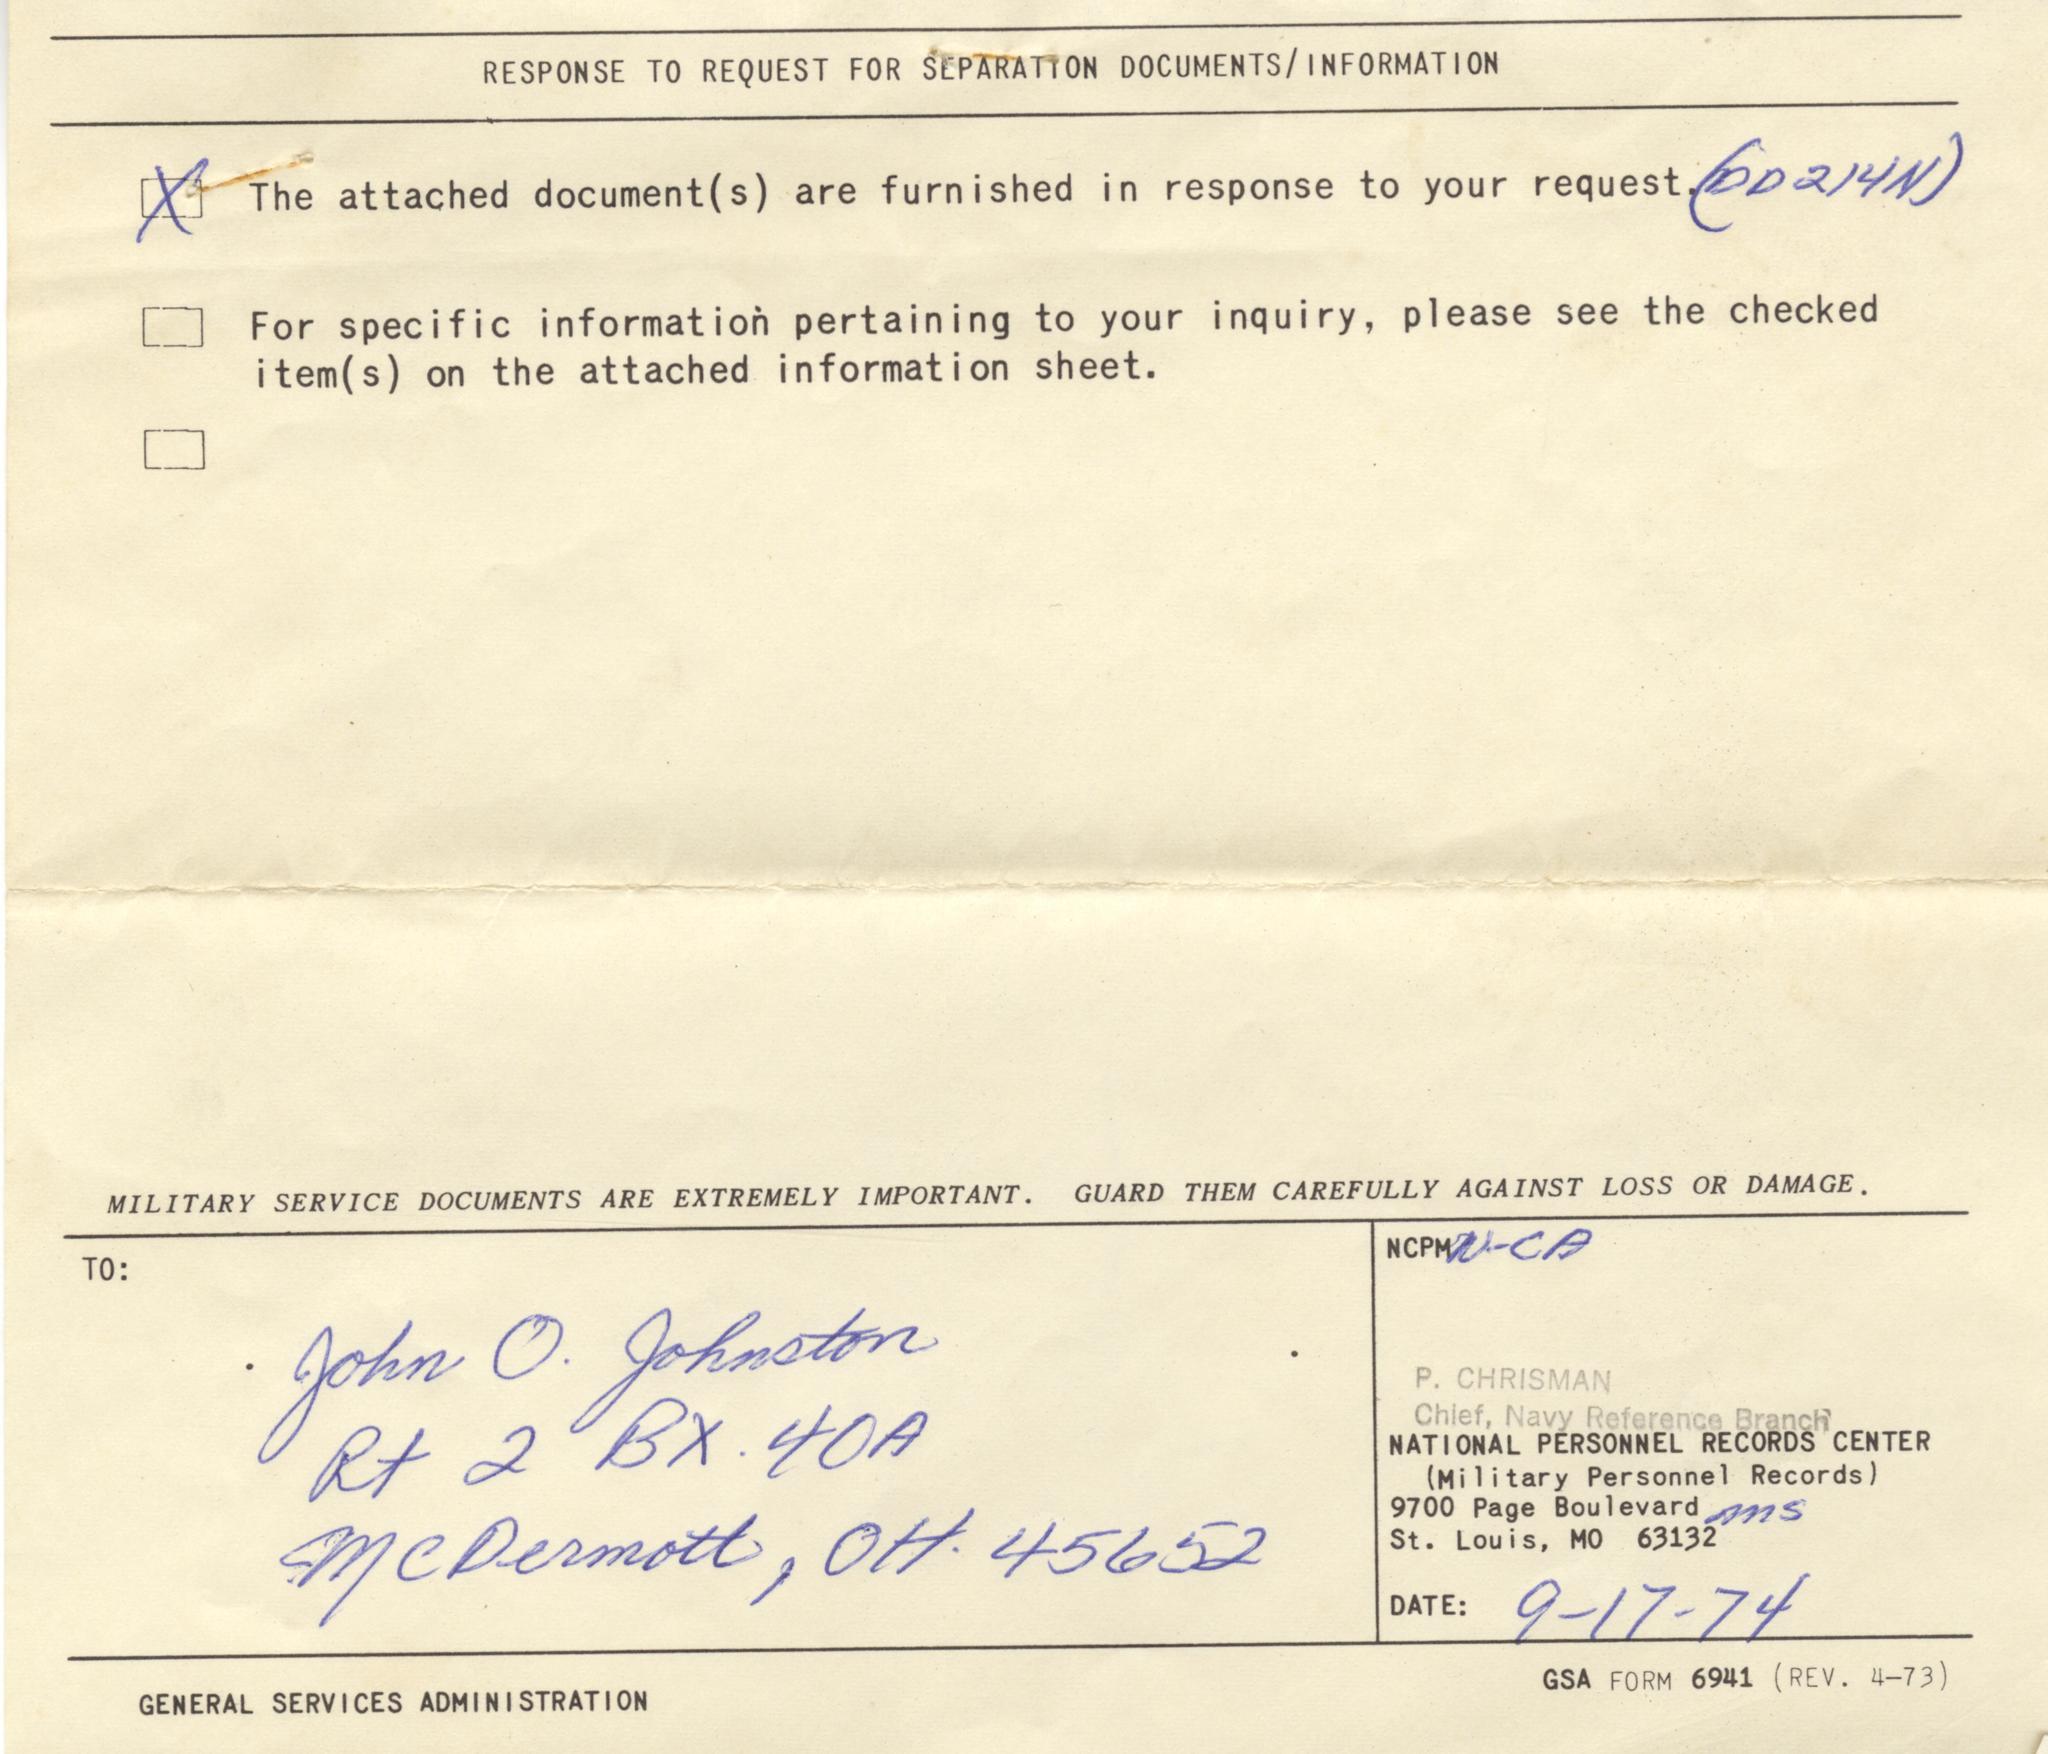 RESPONSE TO REQUEST FOR SEPARATION DOCUMENTS/INFORMATION
X The attached document(s) are furnished in response to your request. (DD214N)
For specific information pertaining to your inquiry, please see the checked
item(s) on the attached information sheet.
MILITARY SERVICE DOCUMENTS ARE EXTREMELY IMPORTANT. GUARD THEM CAREFULLY AGAINST LOSS OR DAMAGE.
TO:
John O. Johnston
Rt 2 BX. 40A
McDermott, OH. 45652
NCPMN-CA
P. CHRISMAN
Chief, Navy Reference Branch
NATIONAL PERSONNEL RECORDS CENTER
(Military Personnel Records)
9700 Page Boulevard ms
St. Louis, MO 63132
DATE: 9-17-74
GENERAL SERVICES ADMINISTRATION
GSA FORM 6941 (REV. 4-73)